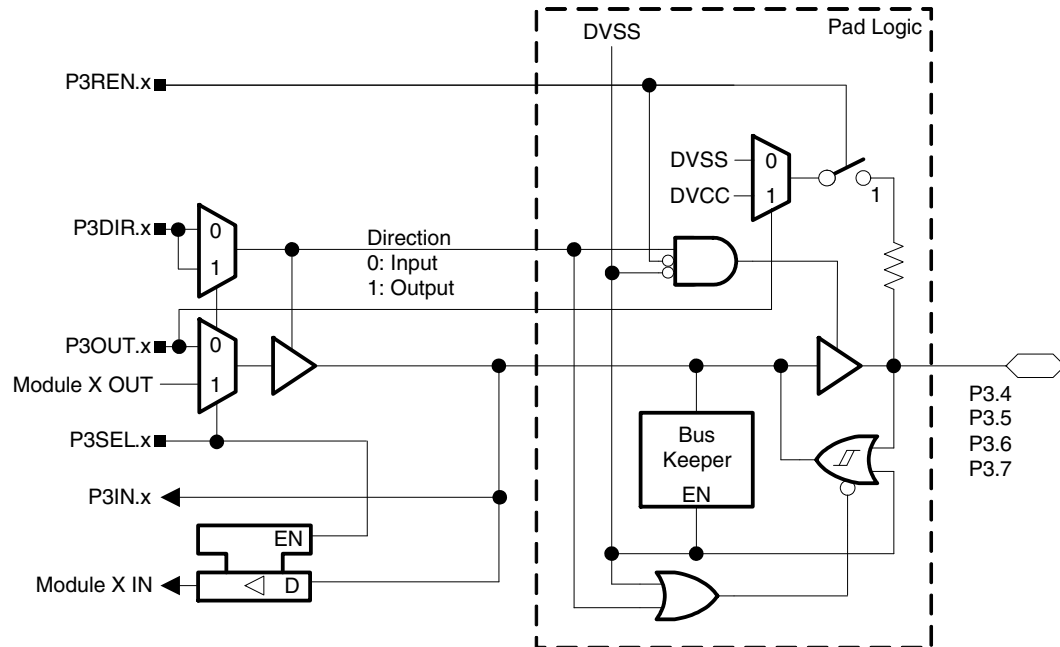 DVSS
Pad Logic
P3REN.x
DVSS
0
DVCC
1
1
P3DIR.x
0
1
Direction
0: Input
1: Output
P3OUT.x
0
Module X OUT
1
P3SEL.x
P3.4
P3.5
P3.6
P3.7
Bus
Keeper
EN
P3IN.x
EN
Module X IN
D